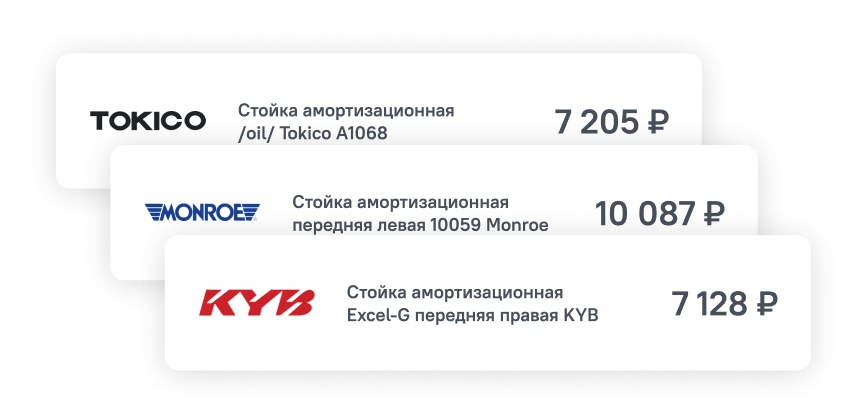 TOKICO
Стойка амортизационная
/oil/ Tokico A1068
7 205 ₽
MONROE
Стойка амортизационная
передняя левая 10059 Monroe
10 087 ₽
KYB
Стойка амортизационная
Excel-G передняя правая KYB
7 128 ₽